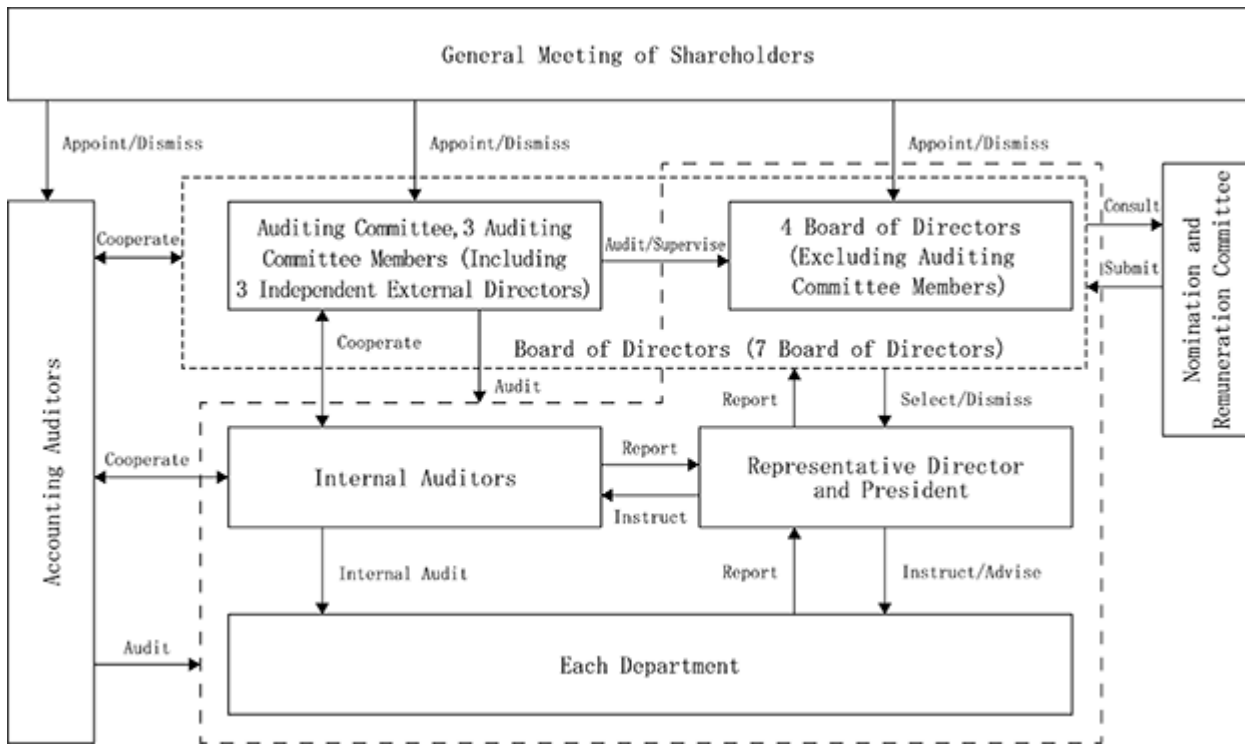 General Meeting of Shareholders
Appoint/Dismiss
Appoint/Dismiss
Appoint/Dismiss
Auditing Committee,3 Auditing
Committee Members (Including
3 Independent External Directors)
Audit/Supervise
4 Board of Directors
(Excluding Auditing
Committee Members)
Consult
Submit
Nomination and
Remuneration Committee
Cooperate
Cooperate
Board of Directors (7 Board of Directors)
Audit
Report
Select/Dismiss
Accounting Auditors
Cooperate
Internal Auditors
Report
Instruct
Representative Director
and President
Internal Audit
Report
Instruct/Advise
Audit
Each Department